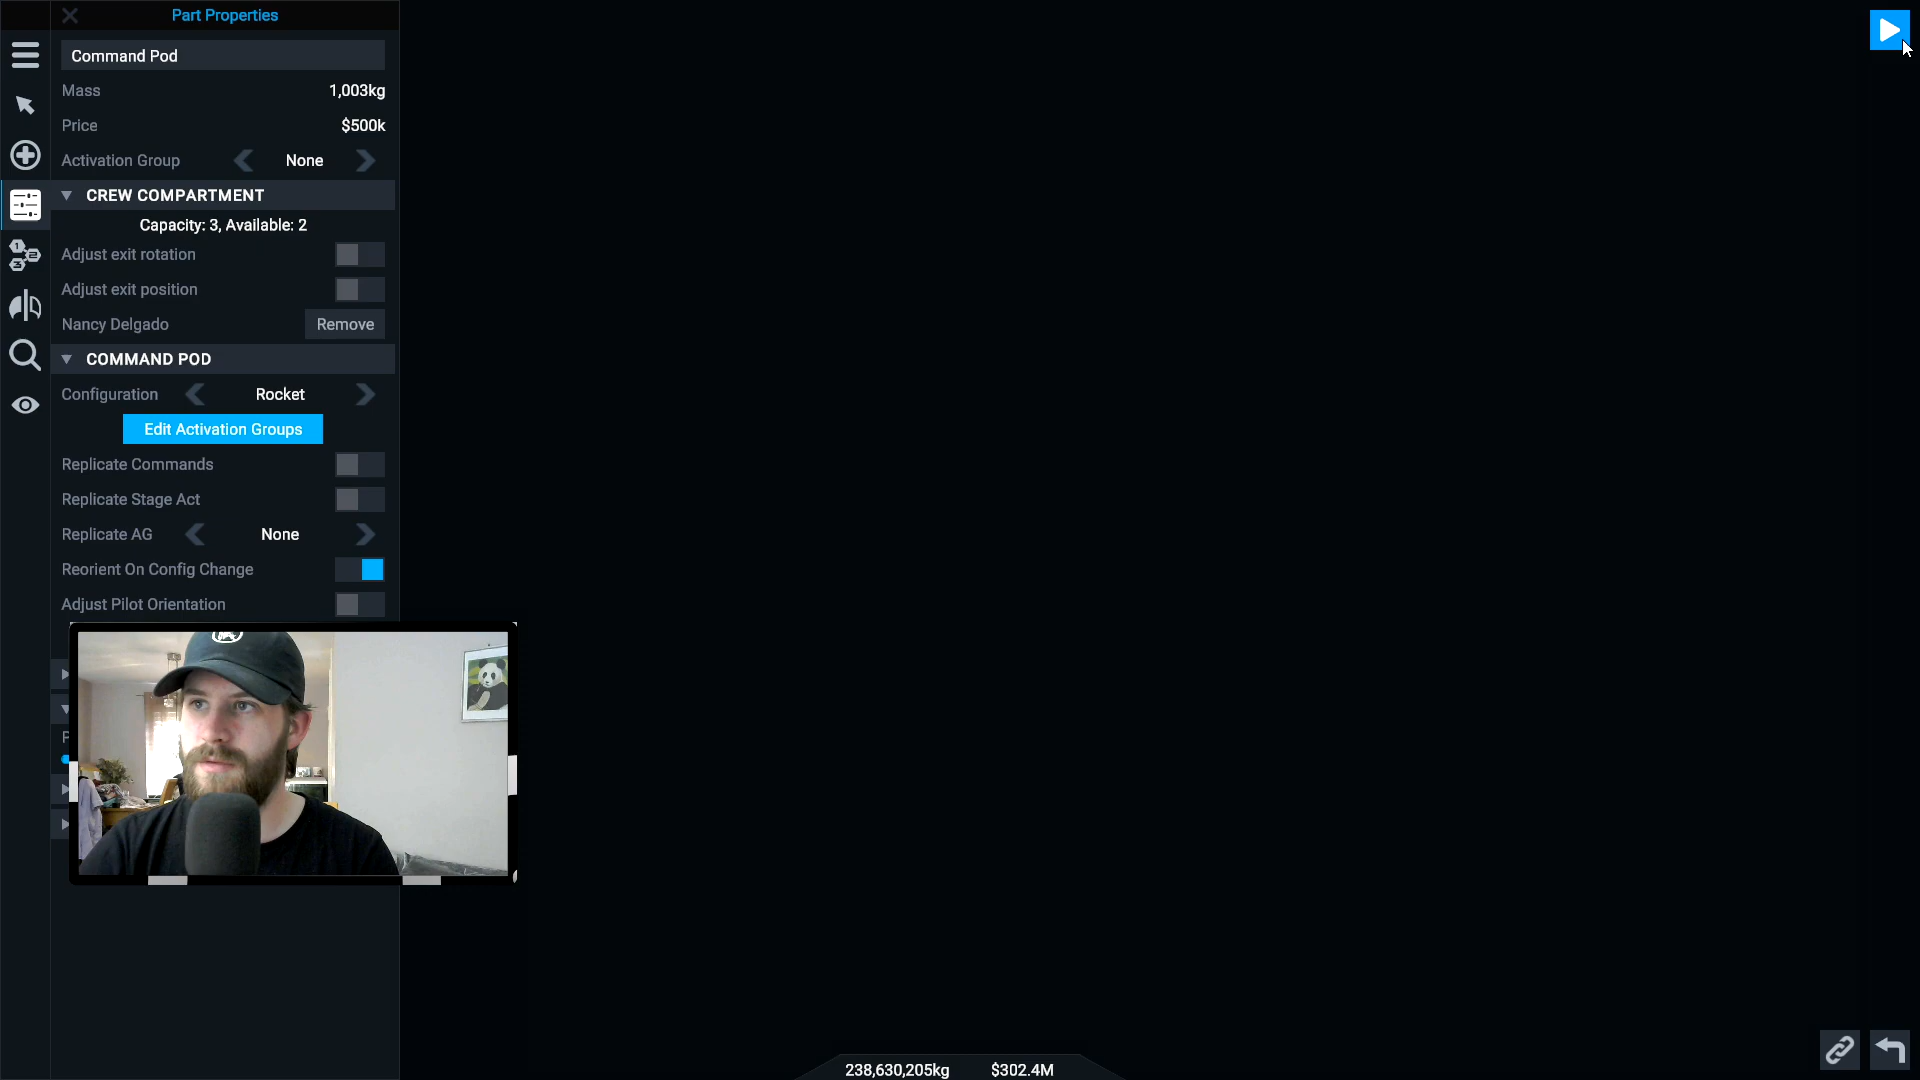 Part Properties
Command Pod
Mass 1,003kg
Price $500k
Activation Group None
CREW COMPARTMENT
Capacity: 3, Available: 2
Adjust exit rotation
Adjust exit position
Nancy Delgado Remove
COMMAND POD
Configuration Rocket
Edit Activation Groups
Replicate Commands
Replicate Stage Act
Replicate AG None
Reorient On Config Change
Adjust Pilot Orientation
238,630,205kg $302.4M